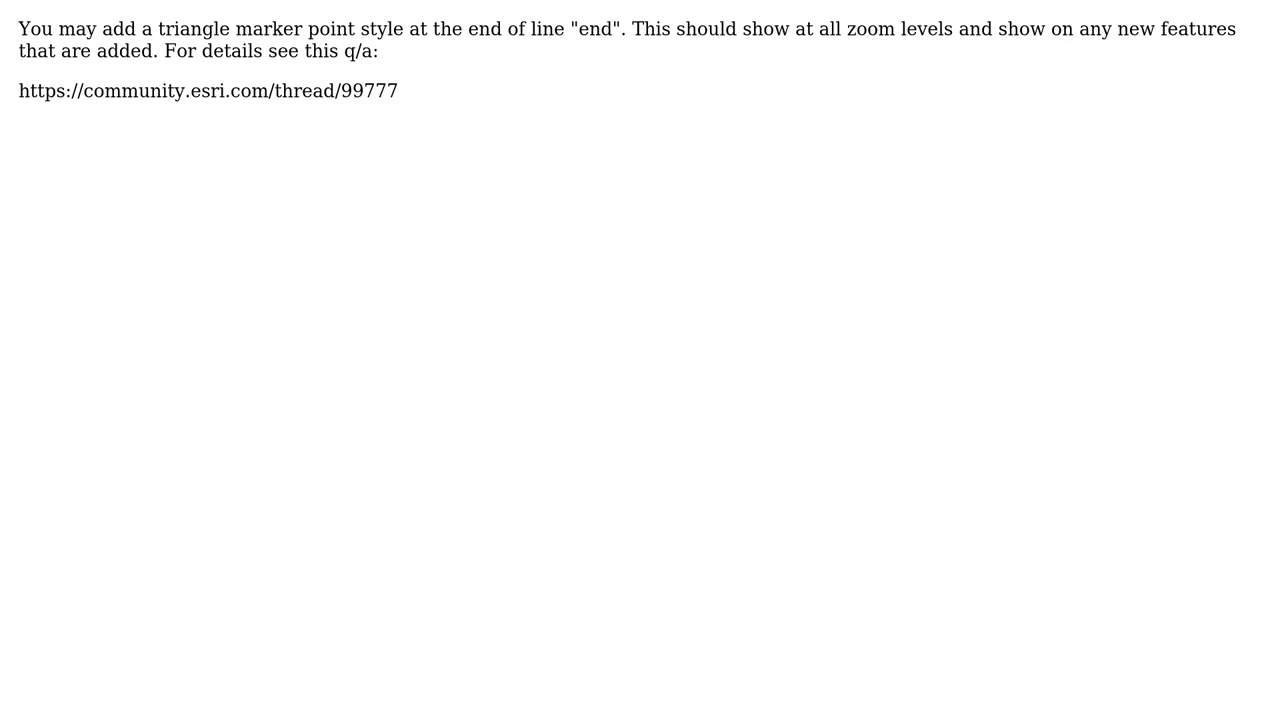 You may add a triangle marker point style at the end of line "end". This should show at all zoom levels and show on any new features
that are added. For details see this q/a:
https://community.esri.com/thread/99777